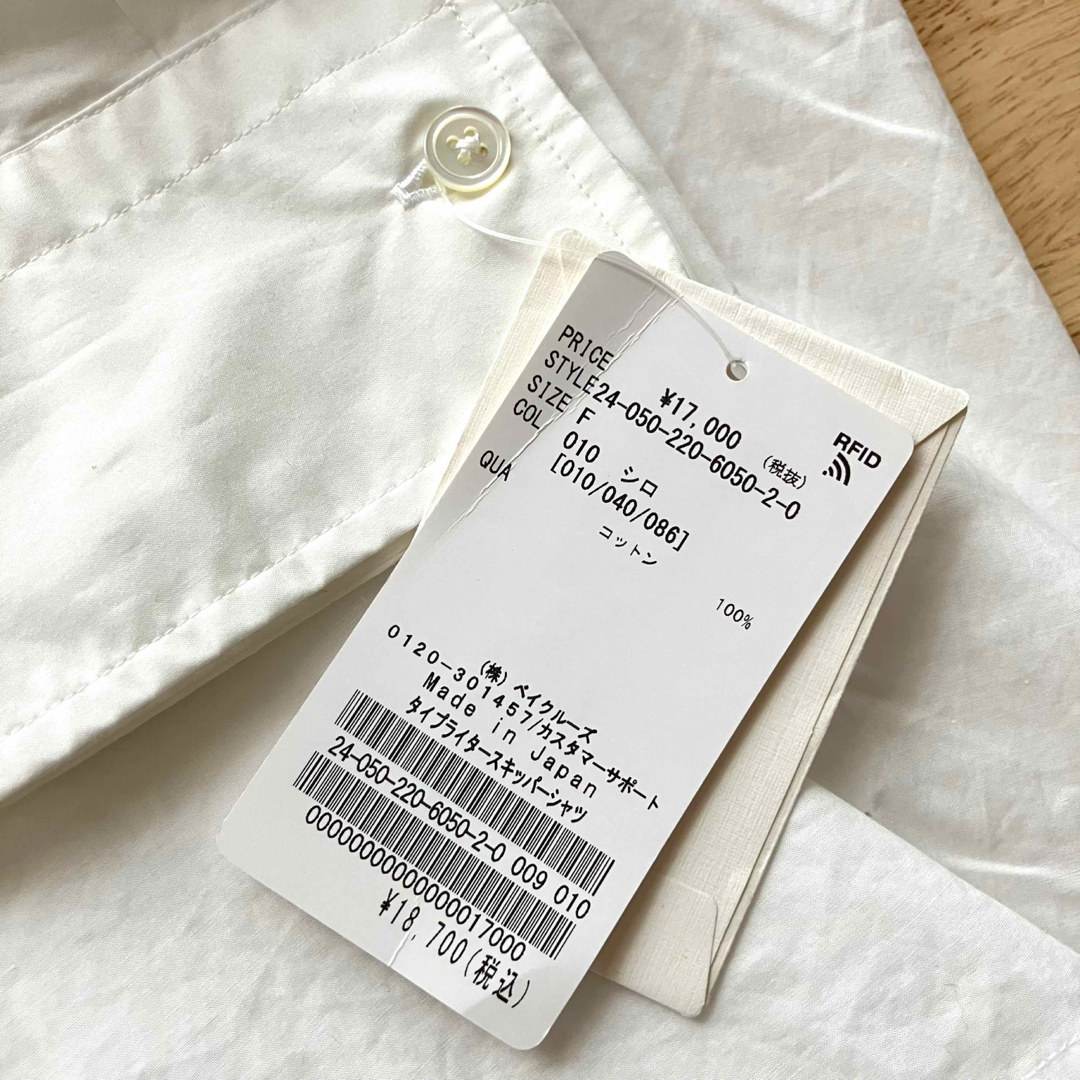 PRICE ¥17,000 (税抜)
STYLE24-050-220-6050-2-0
SIZE F
COL 010 シロ
[010/040/086]
QUA コットン
100%
RFID
(株) ベイクルーズ
0120-301457/カスタマーサポート
Made in Japan
タイプライタースキッパーシャツ
24-050-220-6050-2-0 009 010
0000000000000017000
¥18,700(税込)